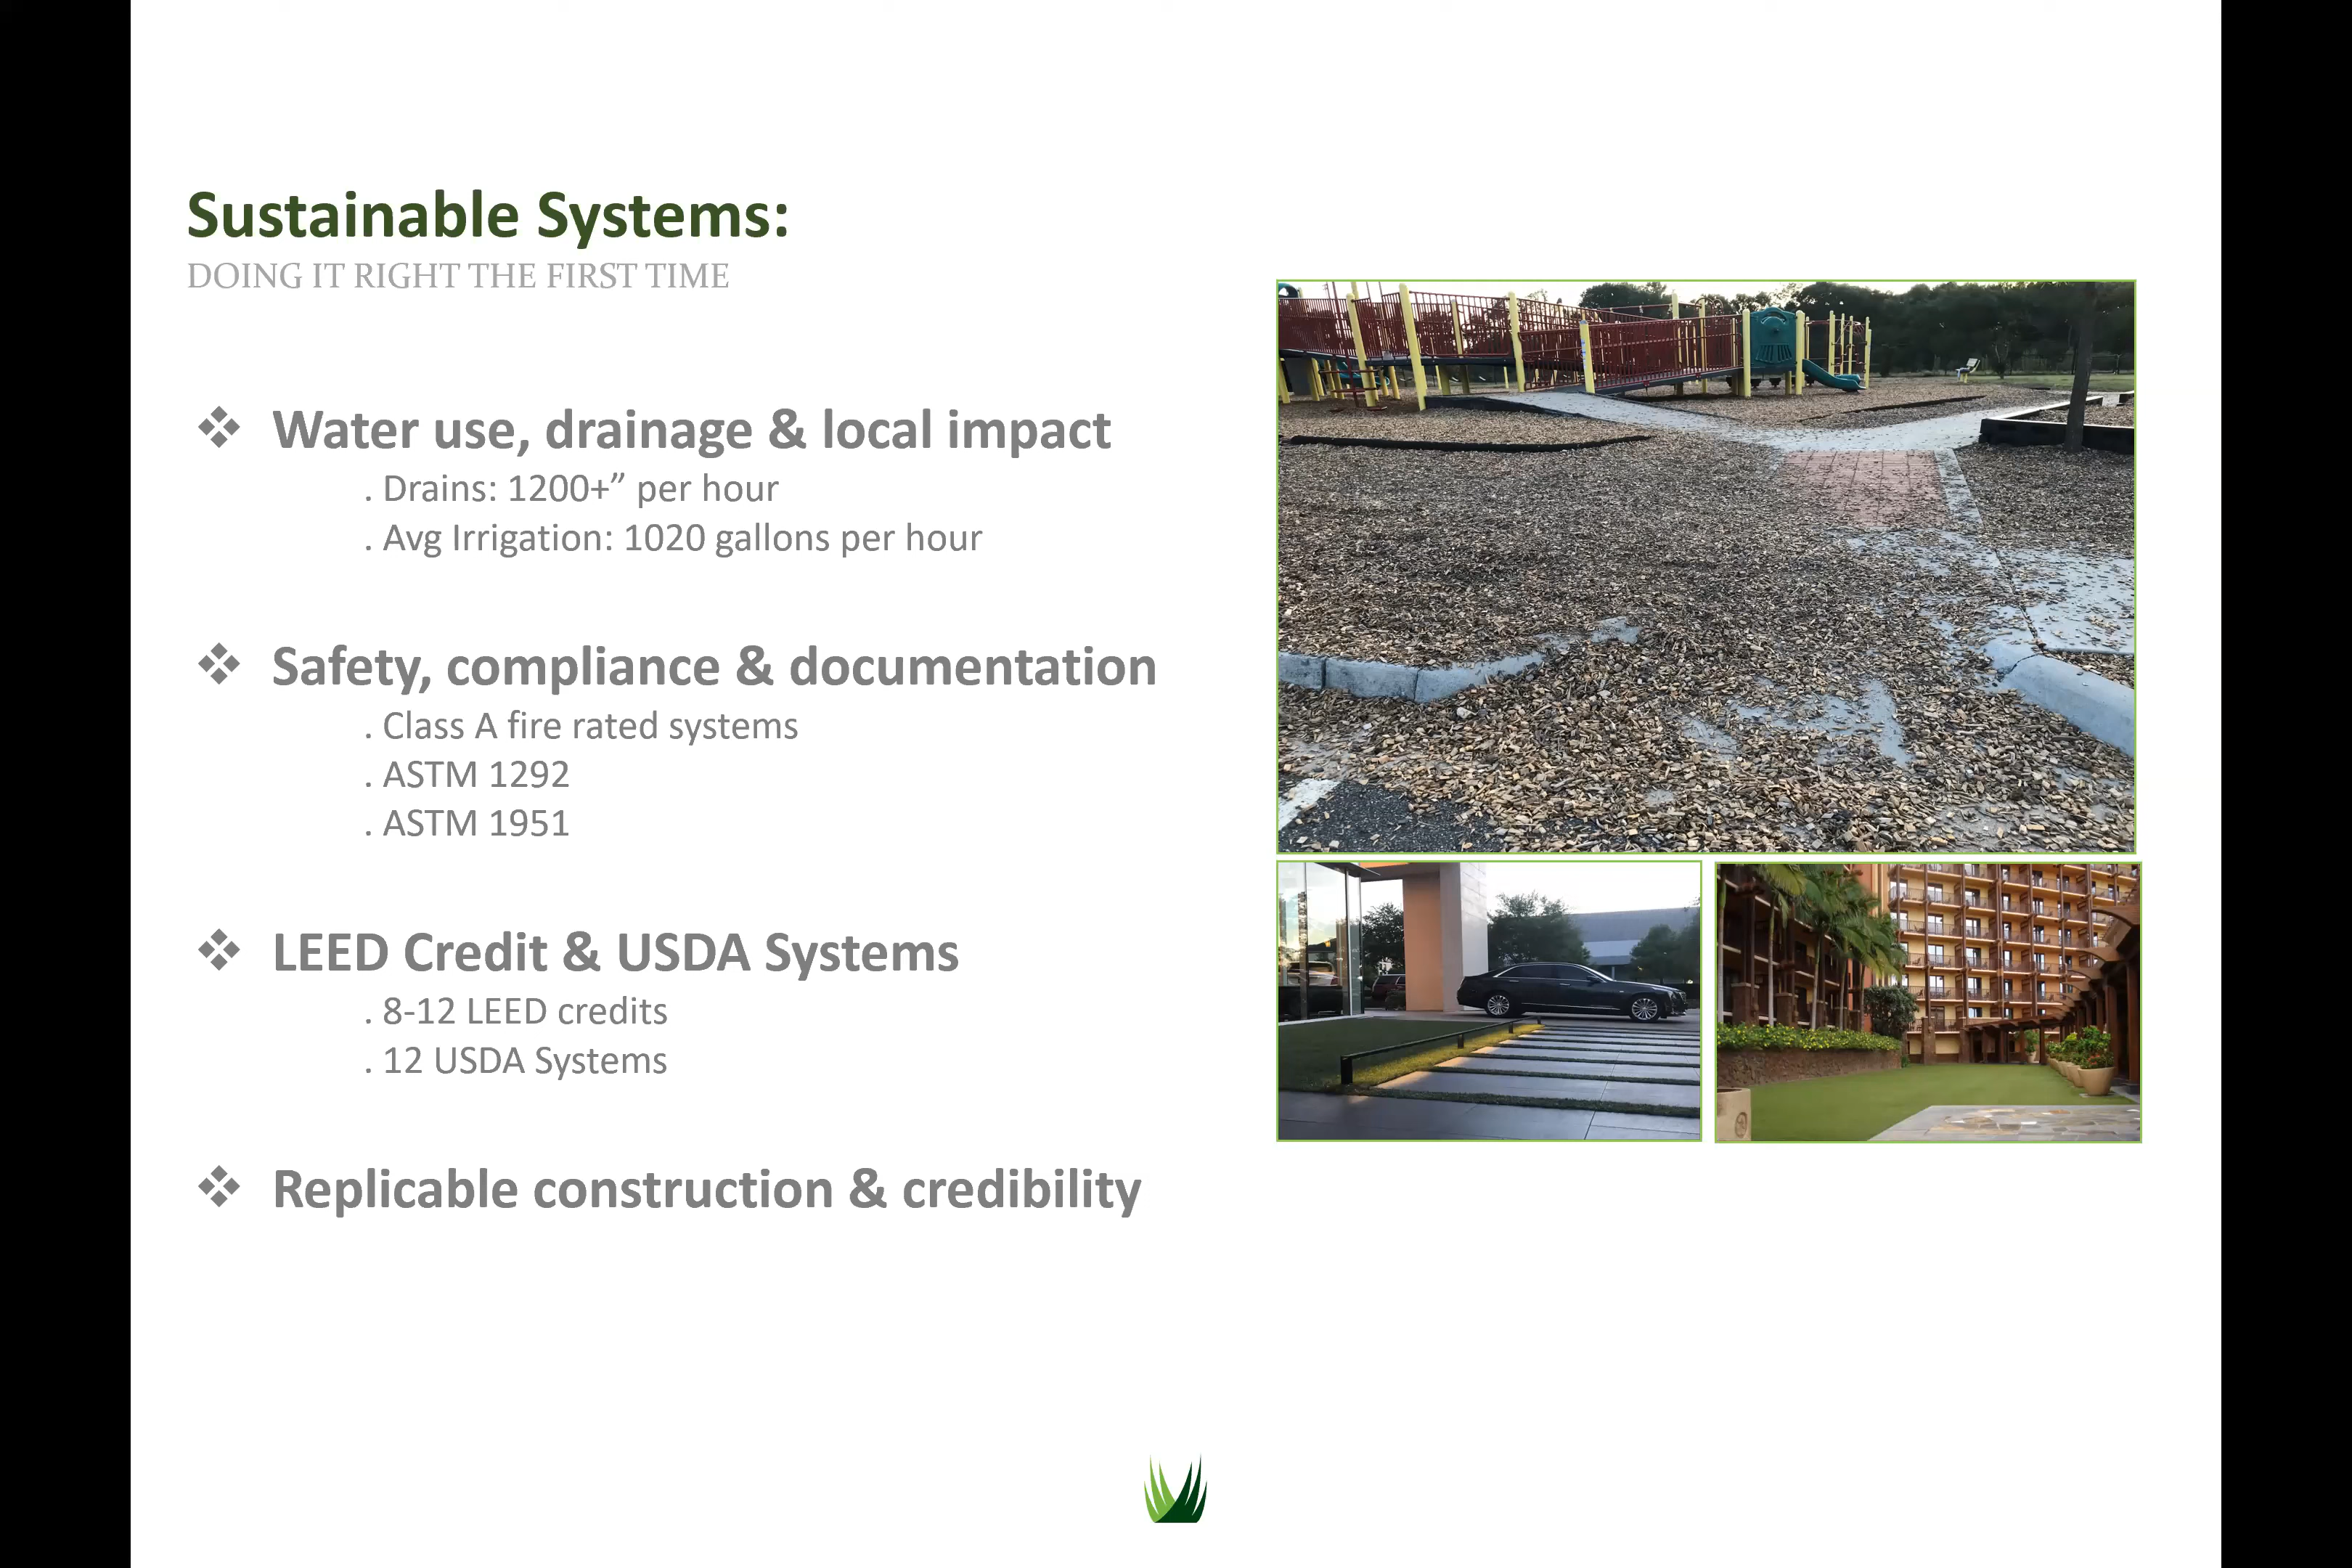 Sustainable Systems:
DOING IT RIGHT THE FIRST TIME
❖ Water use, drainage & local impact
. Drains: 1200+” per hour
. Avg Irrigation: 1020 gallons per hour
❖ Safety, compliance & documentation
. Class A fire rated systems
. ASTM 1292
. ASTM 1951
❖ LEED Credit & USDA Systems
. 8-12 LEED credits
. 12 USDA Systems
❖ Replicable construction & credibility